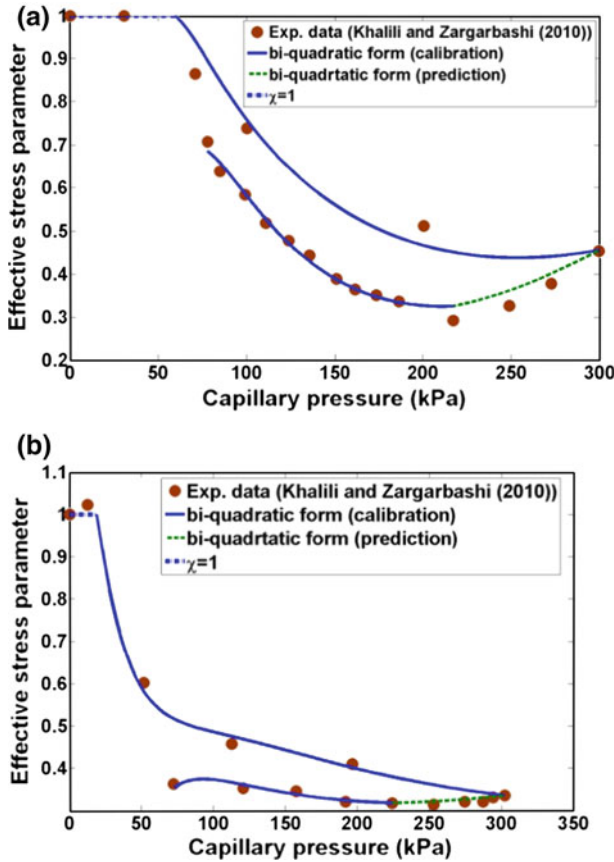 (a)
1
0.9
0.8
0.7
0.6
0.5
0.4
0.3
0.2
Effective stress parameter
Exp. data (Khalili and Zargarbashi (2010))
bi-quadratic form (calibration)
bi-quadrtatic form (prediction)
χ=1
0 50 100 150 200 250 300
Capillary pressure (kPa)
(b)
1.1
1
0.9
0.8
0.7
0.6
0.5
0.4
Effective stress parameter
Exp. data (Khalili and Zargarbashi (2010))
bi-quadratic form (calibration)
bi-quadrtatic form (prediction)
χ=1
0 50 100 150 200 250 300 350
Capillary pressure (kPa)